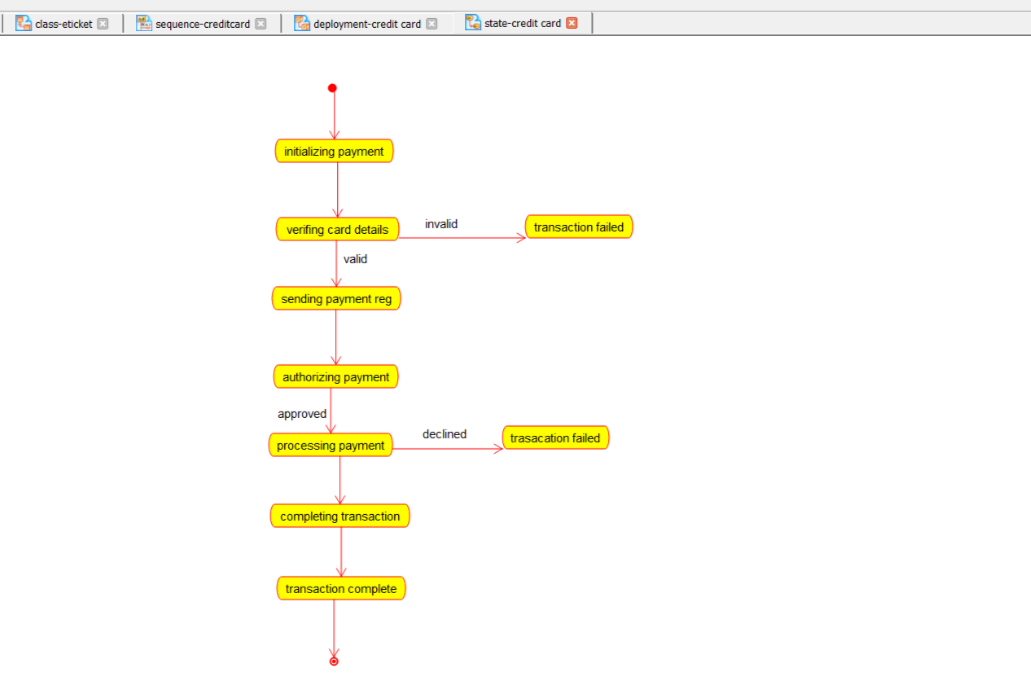 class-eticket
sequence-creditcard
deployment-credit card
state-credit card
initializing payment
verifing card details
invalid
transaction failed
valid
sending payment reg
authorizing payment
approved
processing payment
declined
trasacation failed
completing transaction
transaction complete